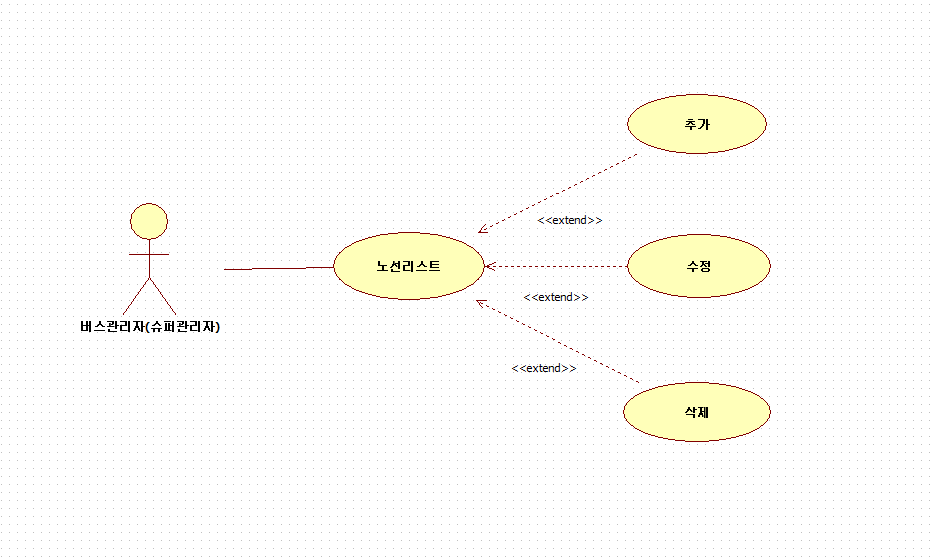 추가
<<extend>>
노선리스트
수정
<<extend>>
버스관리자(슈퍼관리자)
<<extend>>
삭제